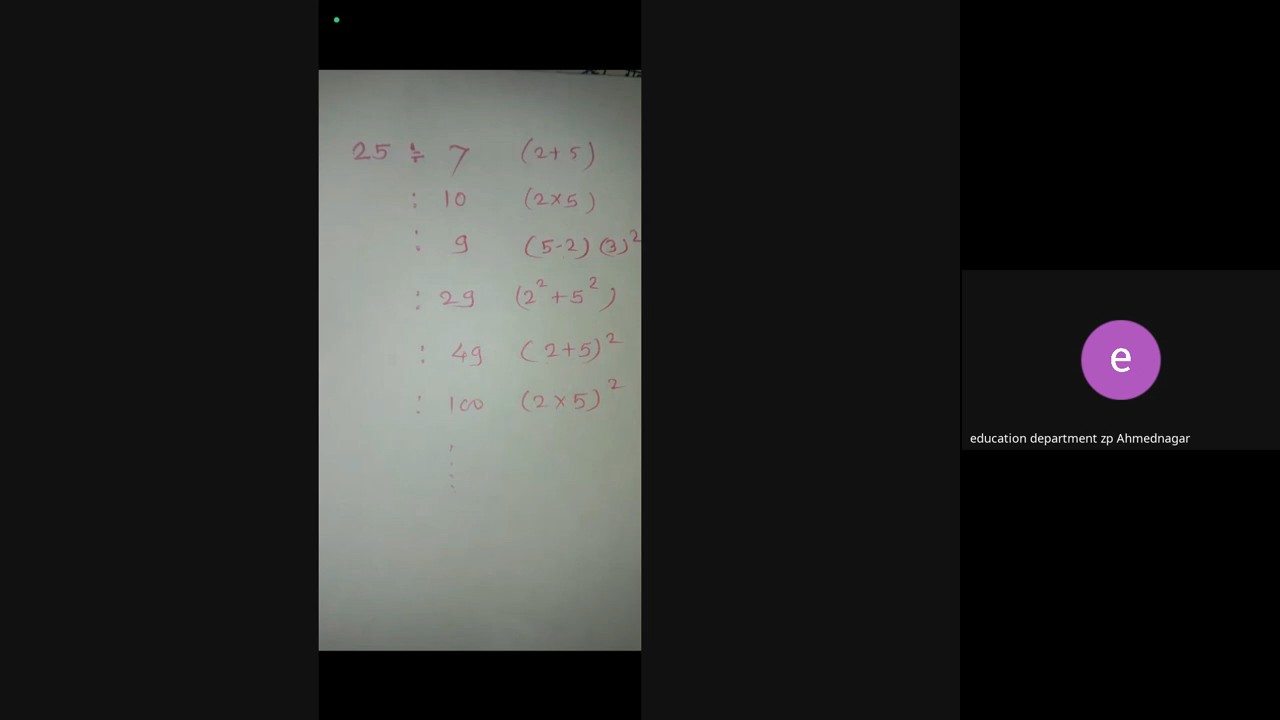 25 : 7 (2+5)
: 10 (2×5)
: 9 (5-2) (3)²
: 29 (2²+5²)
: 49 (2+5)²
: 100 (2×5)²
e
education department zp Ahmednagar